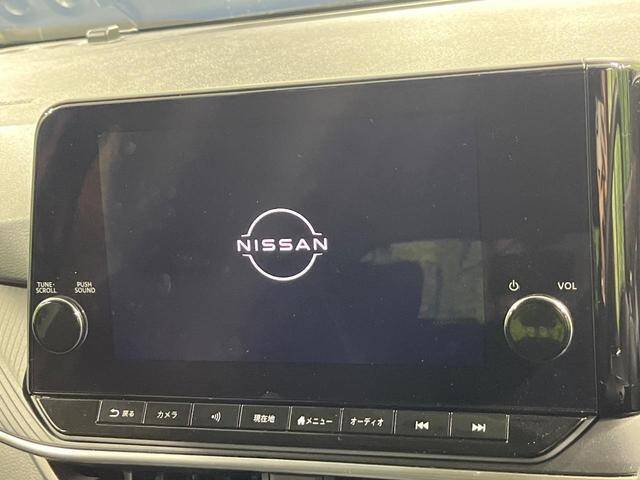 NISSAN
TUNE·
SCROLL
PUSH
SOUND
VOL
戻る
カメラ
現在地
メニュー
オーディオ